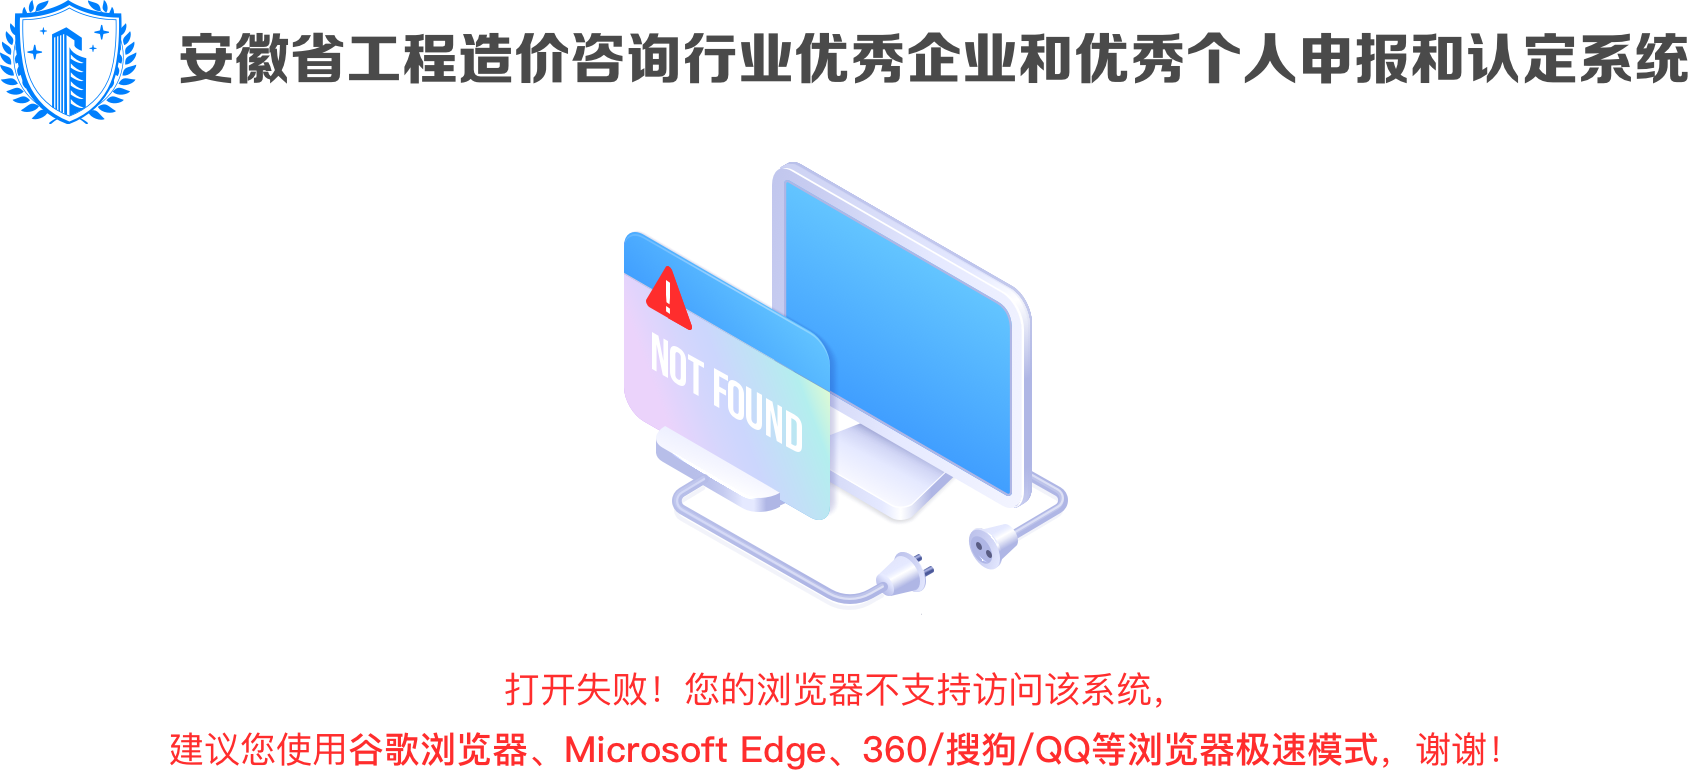 安徽省工程造价咨询行业优秀企业和优秀个人申报和认定系统
NOT FOUND
打开失败！您的浏览器不支持访问该系统，
建议您使用谷歌浏览器、Microsoft Edge、360/搜狗/QQ等浏览器极速模式，谢谢！